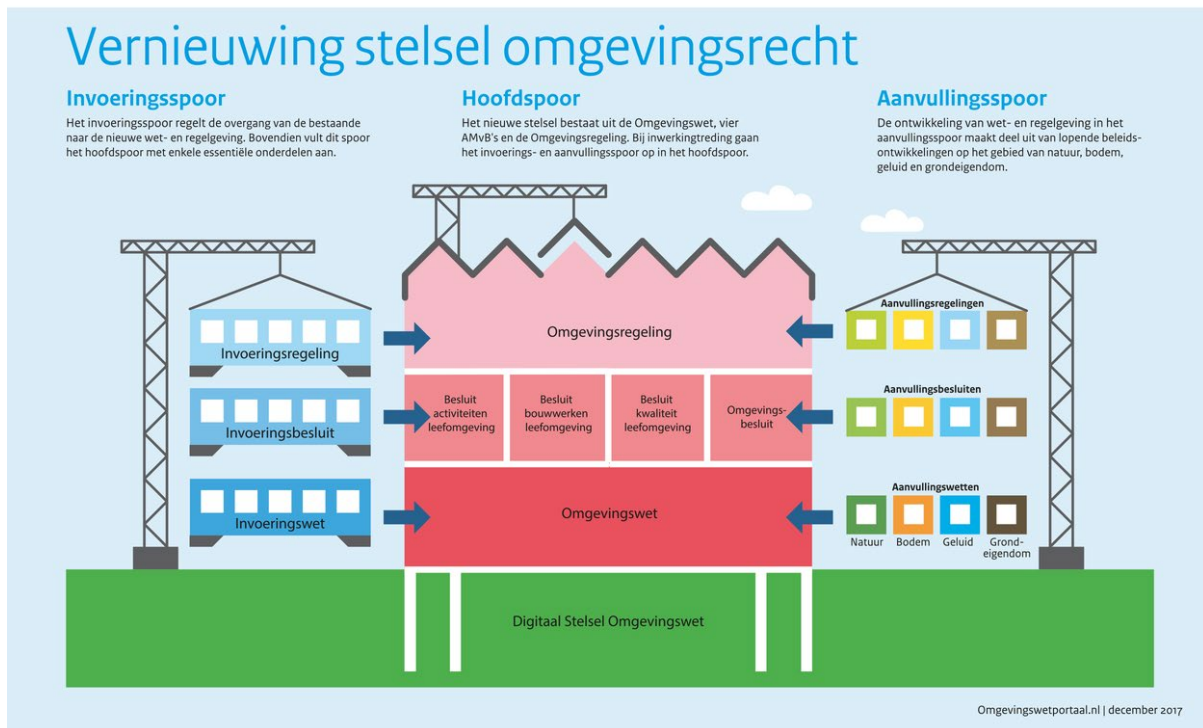 Vernieuwing stelsel omgevingsrecht
Invoeringsspoor
Het invoeringsspoor regelt de overgang van de bestaande
naar de nieuwe wet- en regelgeving. Bovendien vult dit spoor
het hoofdspoor met enkele essentiële onderdelen aan.
Hoofdspoor
Het nieuwe stelsel bestaat uit de Omgevingswet, vier
AMvB's en de Omgevingsregeling. Bij inwerkingtreding gaan
het invoerings- en aanvullingsspoor op in het hoofdspoor.
Aanvullingsspoor
De ontwikkeling van wet- en regelgeving in het
aanvullingsspoor maakt deel uit van lopende beleids-
ontwikkelingen op het gebied van natuur, bodem,
geluid en grondeigendom.
Invoeringsregeling
Invoeringsbesluit
Invoeringswet
Omgevingsregeling
Besluit
activiteiten
leefomgeving
Besluit
bouwwerken
leefomgeving
Besluit
kwaliteit
leefomgeving
Omgevings-
besluit
Omgevingswet
Aanvullingsregelingen
Aanvullingsbesluiten
Aanvullingswetten
Natuur
Bodem
Geluid
Grond-
eigendom
Digitaal Stelsel Omgevingswet
Omgevingswetportaal.nl | december 2017